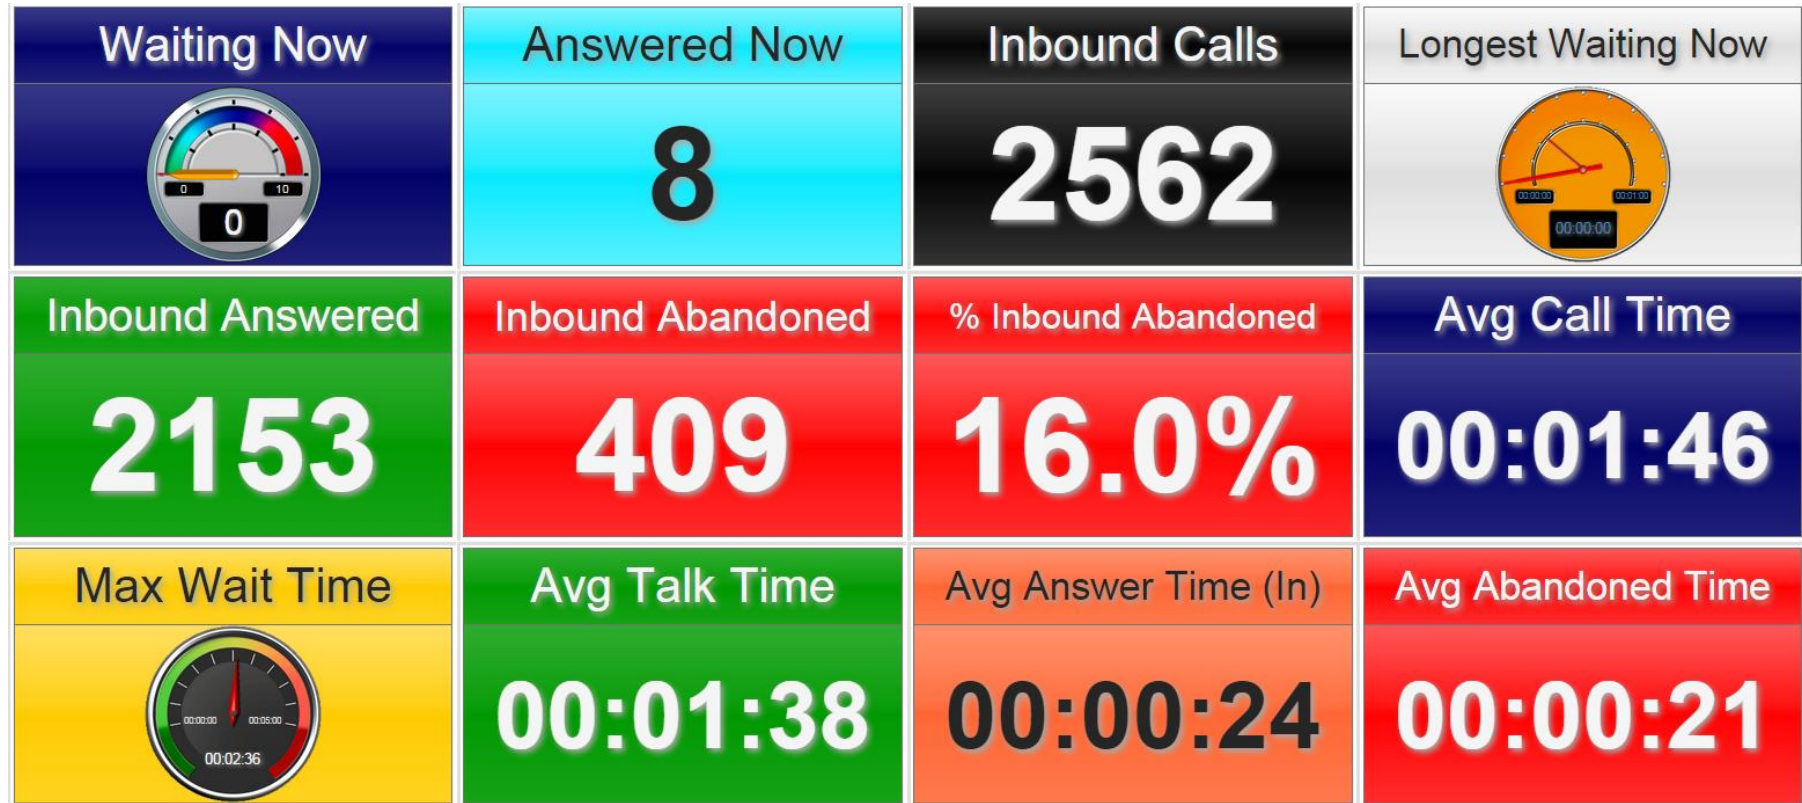 Waiting Now
0 10
0
Answered Now
8
Inbound Calls
2562
Longest Waiting Now
00:00:00 00:01:00
00:00:00
Inbound Answered
2153
Inbound Abandoned
409
% Inbound Abandoned
16.0%
Avg Call Time
00:01:46
Max Wait Time
00:00:00 00:05:00
00:02:36
Avg Talk Time
00:01:38
Avg Answer Time (In)
00:00:24
Avg Abandoned Time
00:00:21